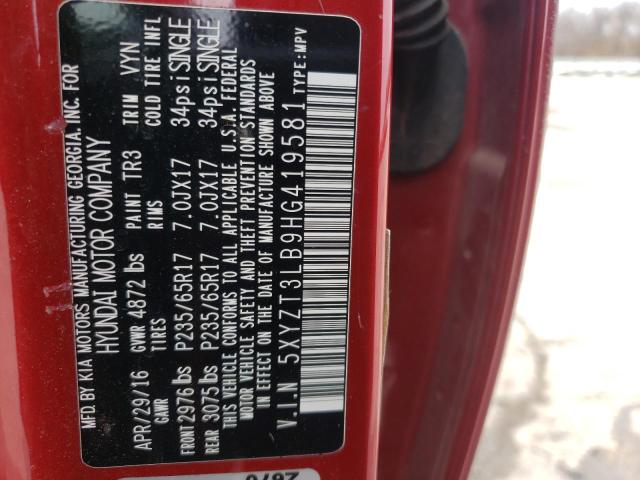 MFD.BY KIA MOTORS MANUFACTURING GEORGIA.INC. FOR
HYUNDAI MOTOR COMPANY
APR/29/16 GVWR 4872 lbs PAINT TR3 TRIM VYN
GAWR TIRES RIMS COLD TIRE INFL
FRONT 2976 lbs P235/65R17 7.0JX17 34psi SINGLE
REAR 3075 lbs P235/65R17 7.0JX17 34psi SINGLE
THIS VEHICLE CONFORMS TO ALL APPLICABLE U.S.A. FEDERAL
MOTOR VEHICLE SAFETY AND THEFT PREVENTION STANDARDS
IN EFFECT ON THE DATE OF MANUFACTURE SHOWN ABOVE
V.I.N 5XYZT3LB9HG419581 TYPE:MPV